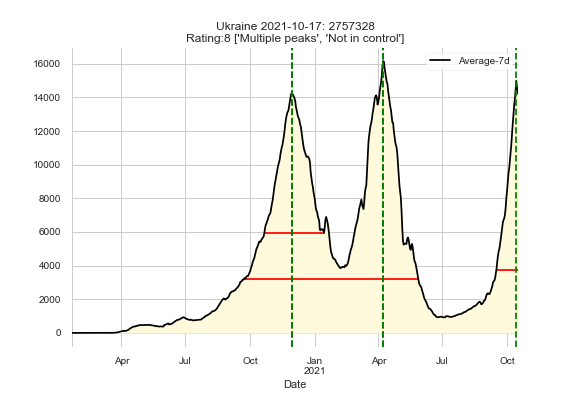 Ukraine 2021-10-17: 2757328
Rating:8 ['Multiple peaks', 'Not in control']
Average-7d
16000
14000
12000
10000
8000
6000
4000
2000
0
Apr Jul Oct Jan Apr Jul Oct
2021
Date